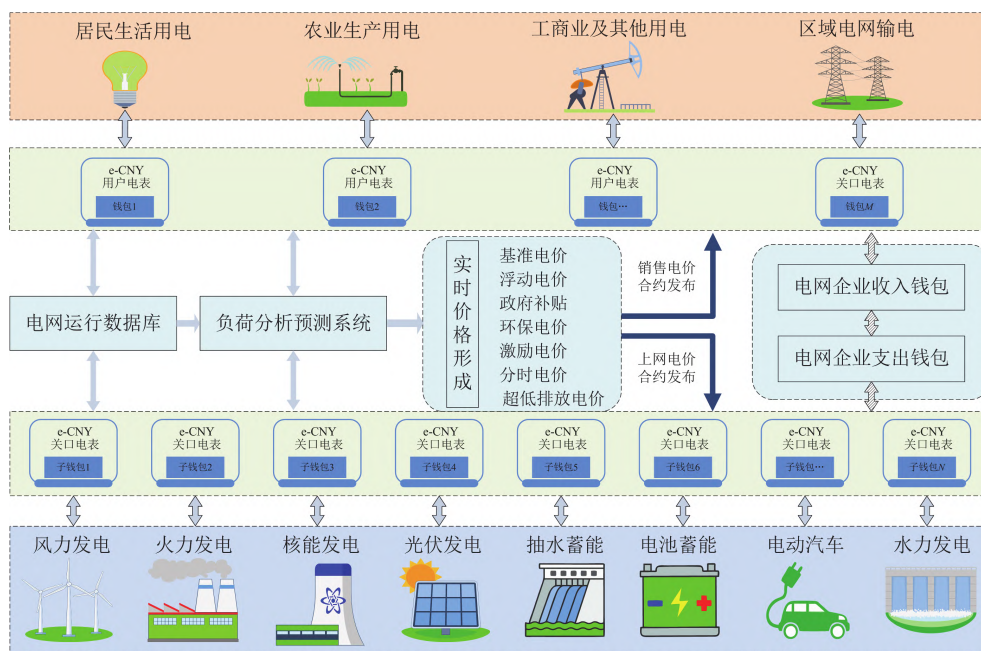 居民生活用电
农业生产用电
工商业及其他用电
区域电网输电
e-CNY
用户电表
钱包1
e-CNY
用户电表
钱包2
e-CNY
用户电表
钱包…
e-CNY
关口电表
钱包M
电网运行数据库
负荷分析预测系统
实时价格形成
基准电价
浮动电价
政府补贴
环保电价
激励电价
分时电价
超低排放电价
销售电价
合约发布
上网电价
合约发布
电网企业收入钱包
电网企业支出钱包
e-CNY
关口电表
子钱包1
e-CNY
关口电表
子钱包2
e-CNY
关口电表
子钱包3
e-CNY
关口电表
子钱包4
e-CNY
关口电表
子钱包5
e-CNY
关口电表
子钱包6
e-CNY
关口电表
子钱包…
e-CNY
关口电表
子钱包N
风力发电
火力发电
核能发电
光伏发电
抽水蓄能
电池蓄能
电动汽车
水力发电